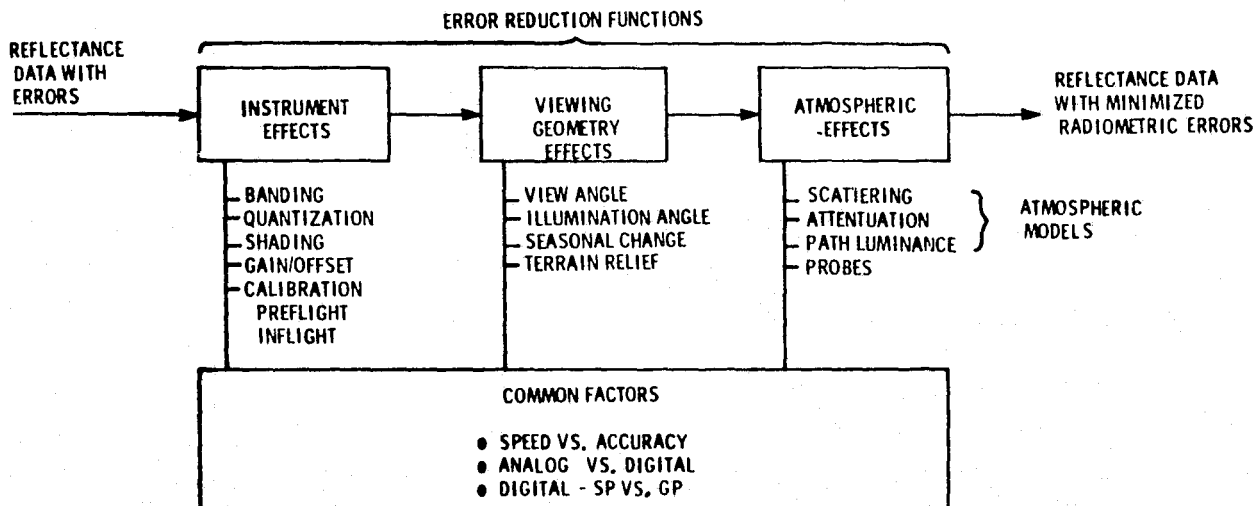 ERROR REDUCTION FUNCTIONS
REFLECTANCE
DATA WITH
ERRORS
INSTRUMENT
EFFECTS
VIEWING
GEOMETRY
EFFECTS
ATMOSPHERIC
-EFFECTS
REFLECTANCE DATA
WITH MINIMIZED
RADIOMETRIC ERRORS
BANDING
QUANTIZATION
SHADING
GAIN/OFFSET
CALIBRATION
PREFLIGHT
INFLIGHT
VIEW ANGLE
ILLUMINATION ANGLE
SEASONAL CHANGE
TERRAIN RELIEF
SCATIERING
ATTENTUATION
PATH LUMINANCE
PROBES
ATMOSPHERIC
MODELS
COMMON FACTORS
● SPEED VS. ACCURACY
● ANALOG VS. DIGITAL
● DIGITAL - SP VS. GP